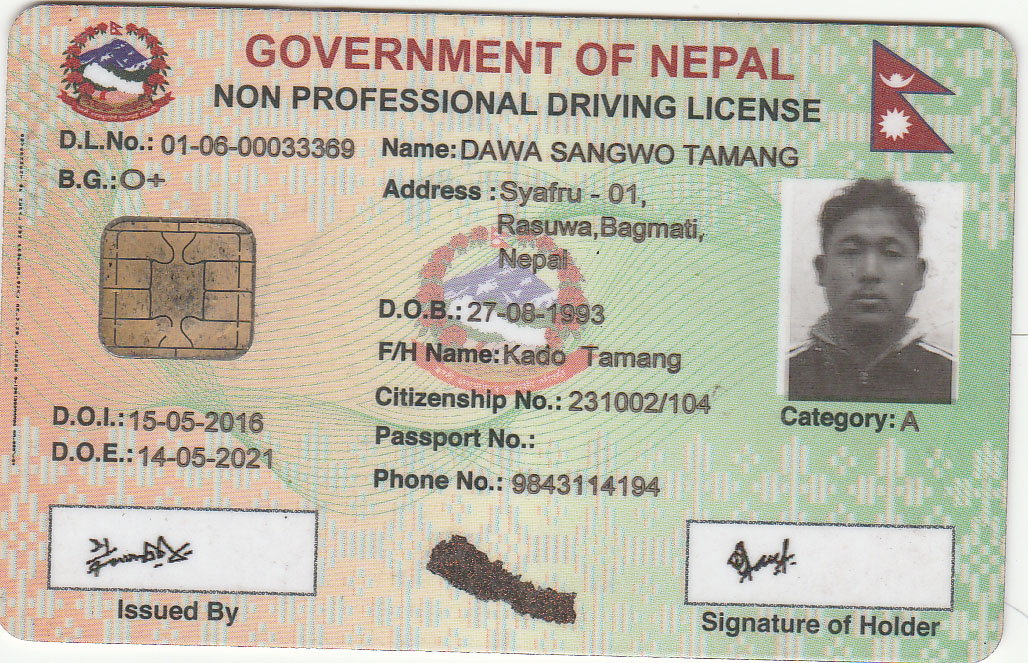 GOVERNMENT OF NEPAL
NON PROFESSIONAL DRIVING LICENSE
D.L.No.: 01-06-00033369
B.G.: O+
Name: DAWA SANGWO TAMANG
Address : Syafru - 01,
Rasuwa,Bagmati,
Nepal
D.O.B.: 27-08-1993
F/H Name: Kado Tamang
Citizenship No.: 231002/104
Passport No.:
Phone No.: 9843114194
Category: A
D.O.I.: 15-05-2016
D.O.E.: 14-05-2021
Issued By
Signature of Holder